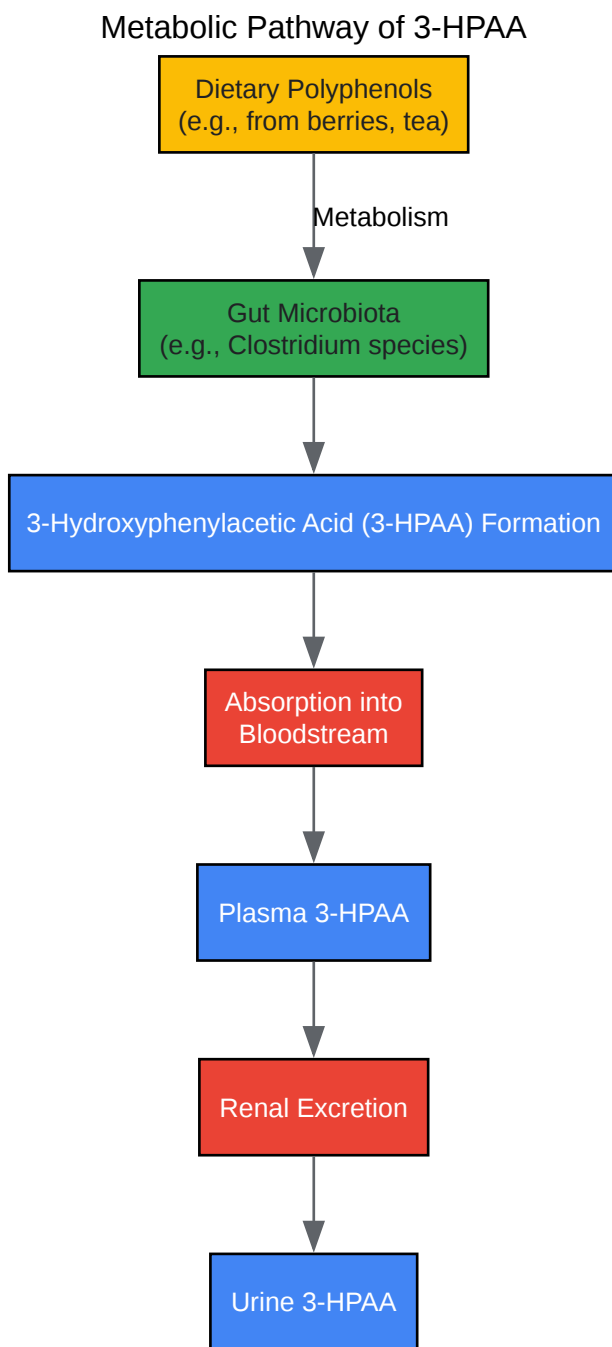 Metabolic Pathway of 3-HPAA
Dietary Polyphenols
(e.g., from berries, tea)
Metabolism
Gut Microbiota
(e.g., Clostridium species)
3-Hydroxyphenylacetic Acid (3-HPAA) Formation
Absorption into
Bloodstream
Plasma 3-HPAA
Renal Excretion
Urine 3-HPAA